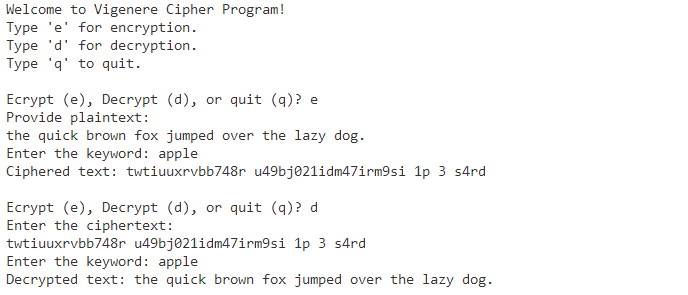 Welcome to Vigenere Cipher Program!
Type 'e' for encryption.
Type 'd' for decryption.
Type 'q' to quit.
Ecrypt (e), Decrypt (d), or quit (q)? e
Provide plaintext:
the quick brown fox jumped over the lazy dog.
Enter the keyword: apple
Ciphered text: twtiuuxrvbb748r u49bj021idm47irm9si 1p 3 s4rd
Ecrypt (e), Decrypt (d), or quit (q)? d
Enter the ciphertext:
twtiuuxrvbb748r u49bj021idm47irm9si 1p 3 s4rd
Enter the keyword: apple
Decrypted text: the quick brown fox jumped over the lazy dog.